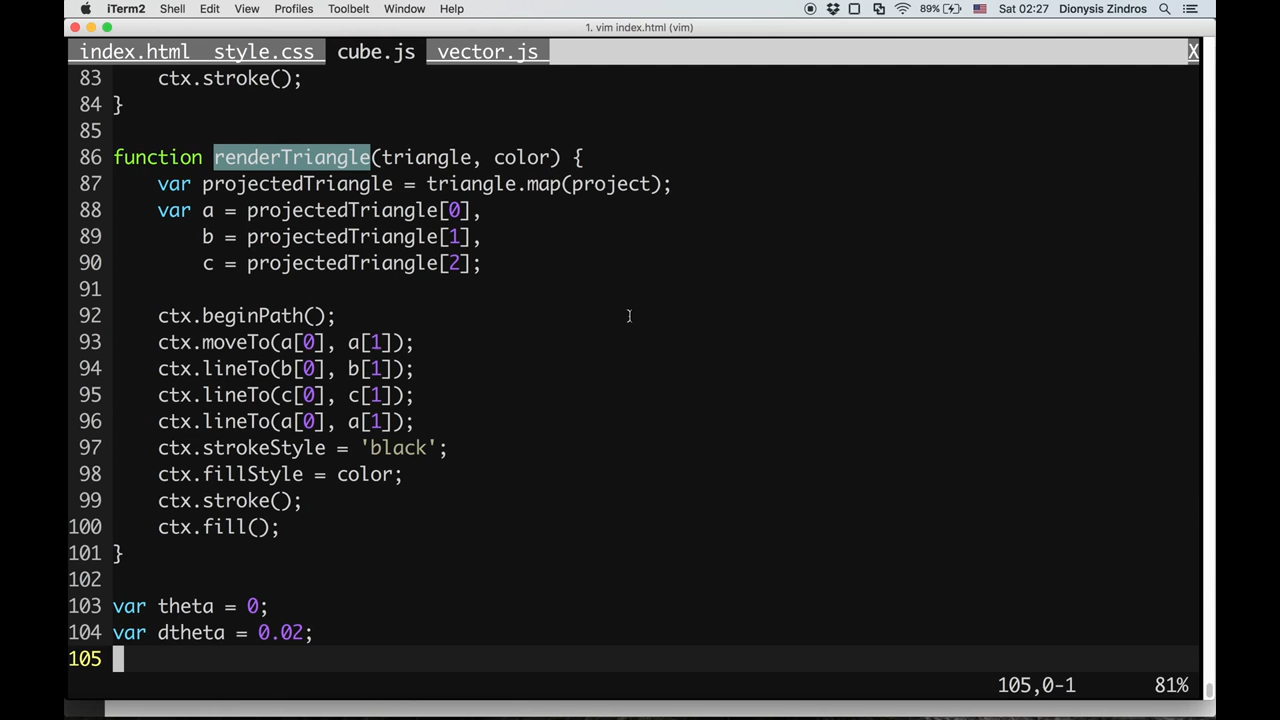 iTerm2 Shell Edit View Profiles Toolbelt Window Help 89% Sat 02:27 Dionysis Zindros
1. vim index.html (vim)
index.html style.css cube.js vector.js X
83 ctx.stroke();
84 }
85
86 function renderTriangle(triangle, color) {
87 var projectedTriangle = triangle.map(project);
88 var a = projectedTriangle[0],
89 b = projectedTriangle[1],
90 c = projectedTriangle[2];
91
92 ctx.beginPath();
93 ctx.moveTo(a[0], a[1]);
94 ctx.lineTo(b[0], b[1]);
95 ctx.lineTo(c[0], c[1]);
96 ctx.lineTo(a[0], a[1]);
97 ctx.strokeStyle = 'black';
98 ctx.fillStyle = color;
99 ctx.stroke();
100 ctx.fill();
101 }
102
103 var theta = 0;
104 var dtheta = 0.02;
105
105,0-1 81%